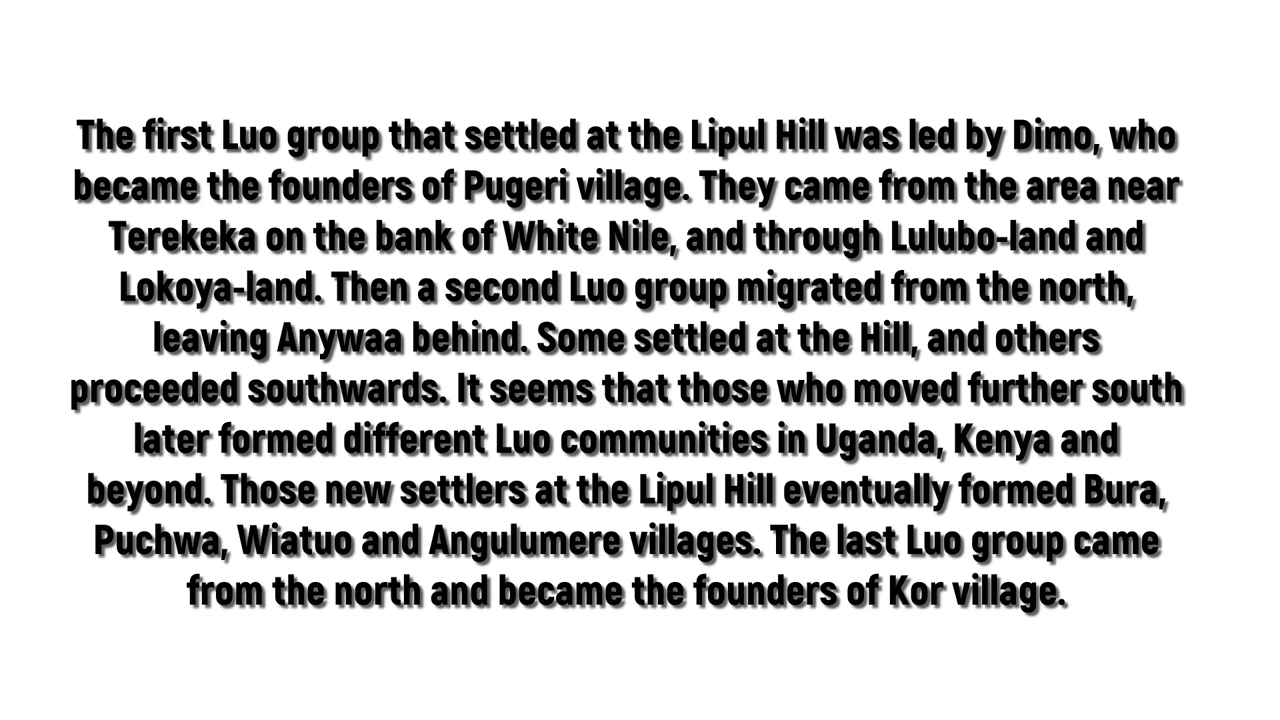 The first Luo group that settled at the Lipul Hill was led by Dimo, who
became the founders of Pugeri village. They came from the area near
Terekeka on the bank of White Nile, and through Lulubo-land and
Lokoya-land. Then a second Luo group migrated from the north,
leaving Anywaa behind. Some settled at the Hill, and others
proceeded southwards. It seems that those who moved further south
later formed different Luo communities in Uganda, Kenya and
beyond. Those new settlers at the Lipul Hill eventually formed Bura,
Puchwa, Wiatuo and Angulumere villages. The last Luo group came
from the north and became the founders of Kor village.